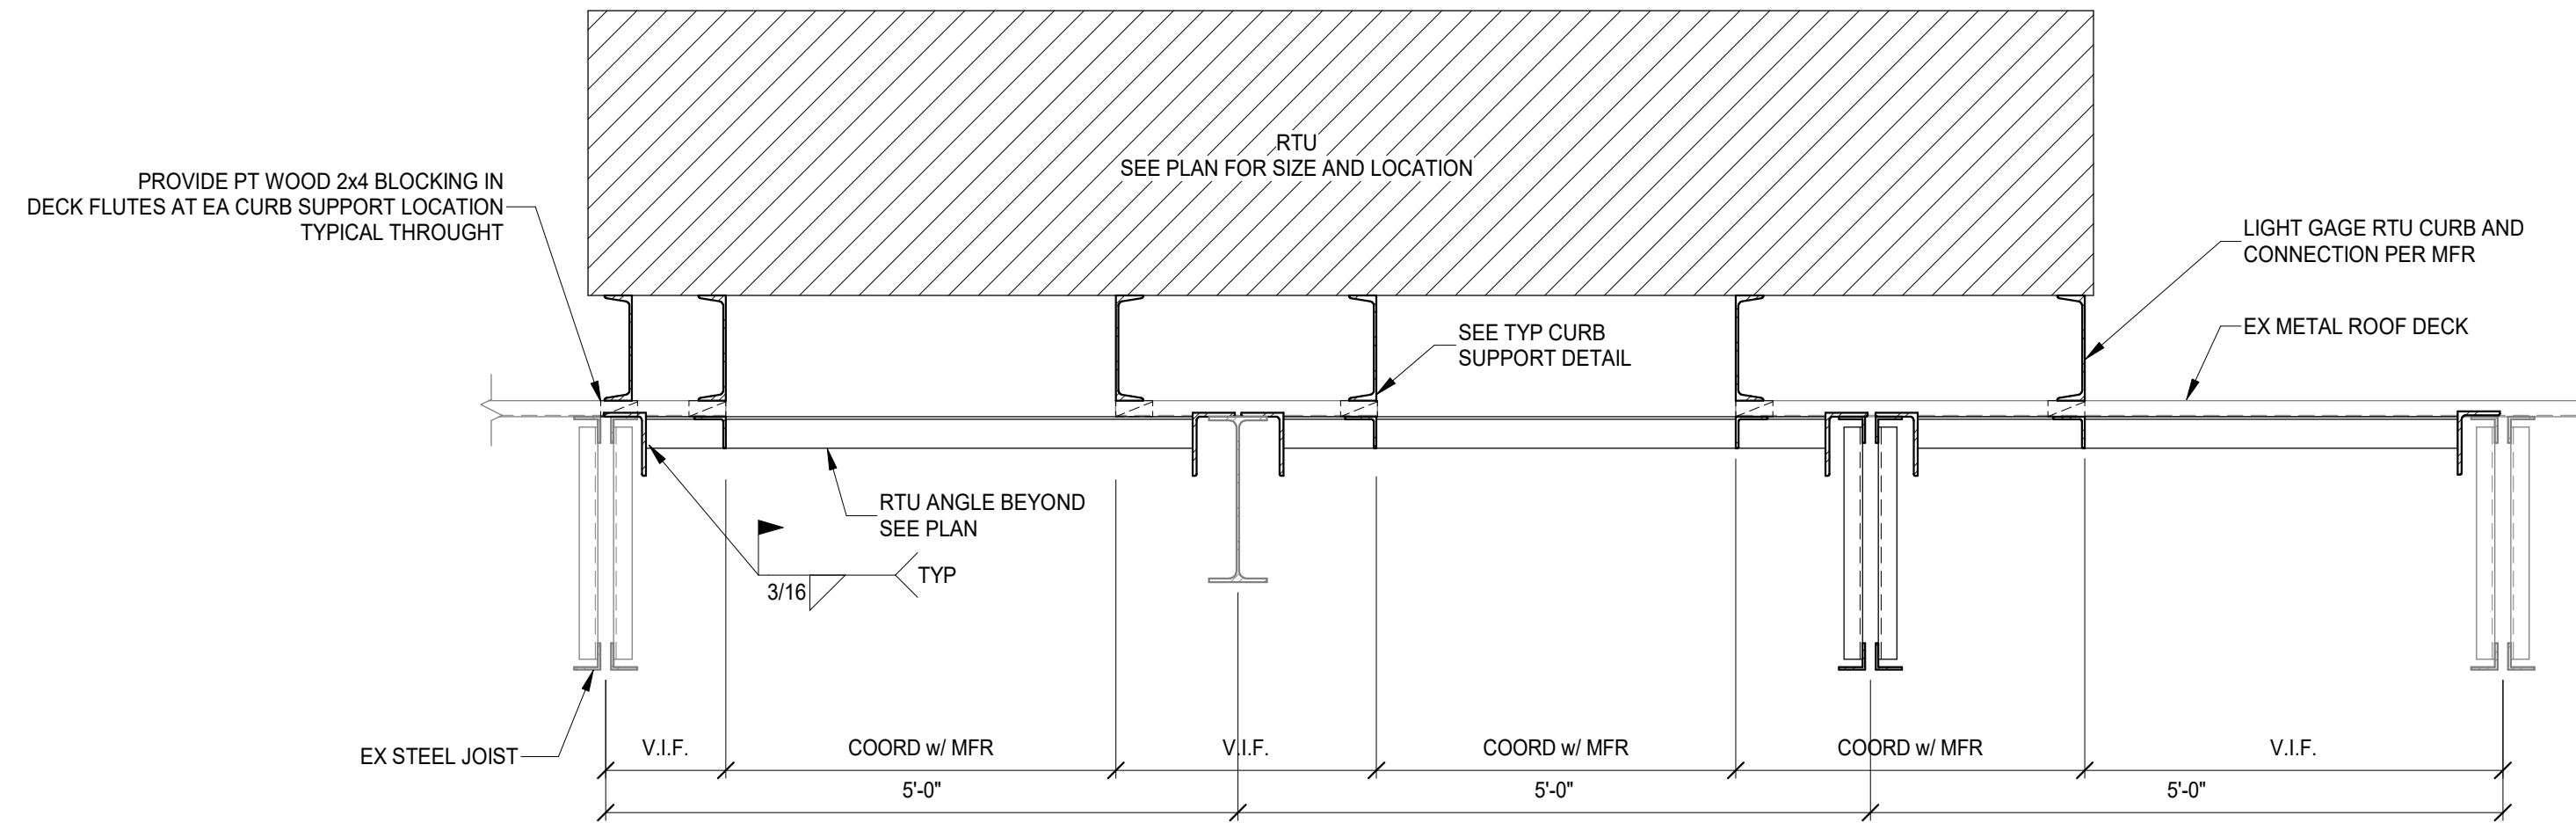 RTU
SEE PLAN FOR SIZE AND LOCATION
PROVIDE PT WOOD 2x4 BLOCKING IN
DECK FLUTES AT EA CURB SUPPORT LOCATION
TYPICAL THROUGHT
LIGHT GAGE RTU CURB AND
CONNECTION PER MFR
EX METAL ROOF DECK
SEE TYP CURB
SUPPORT DETAIL
RTU ANGLE BEYOND
SEE PLAN
3/16
TYP
EX STEEL JOIST
V.I.F.
COORD w/ MFR
V.I.F.
COORD w/ MFR
COORD w/ MFR
V.I.F.
5'-0"
5'-0"
5'-0"